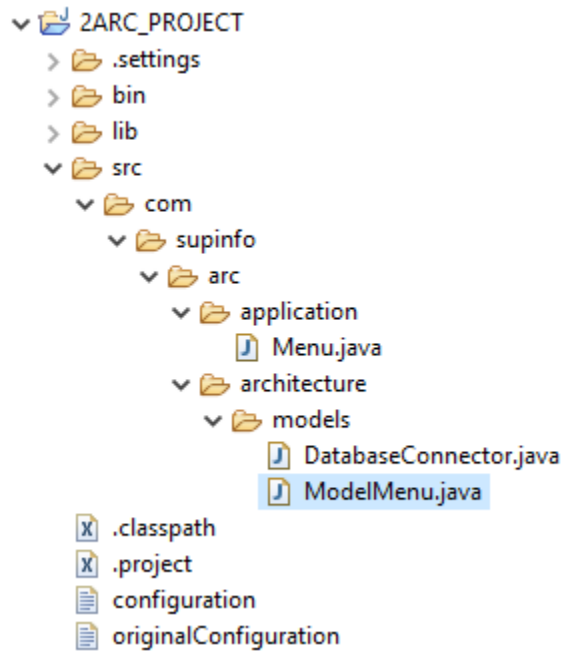 2ARC_PROJECT
.settings
bin
lib
src
com
supinfo
arc
application
J Menu.java
architecture
models
J DatabaseConnector.java
J ModelMenu.java
X .classpath
X .project
configuration
originalConfiguration